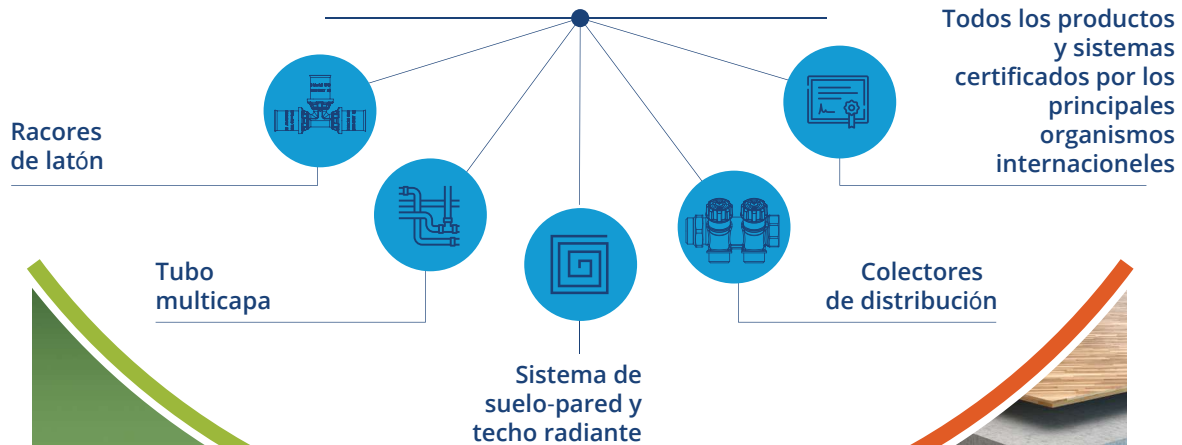 Racores
de latón
Tubo
multicapa
Sistema de
suelo-pared y
techo radiante
Colectores
de distribución
Todos los productos
y sistemas
certificados por los
principales
organismos
internacioneles